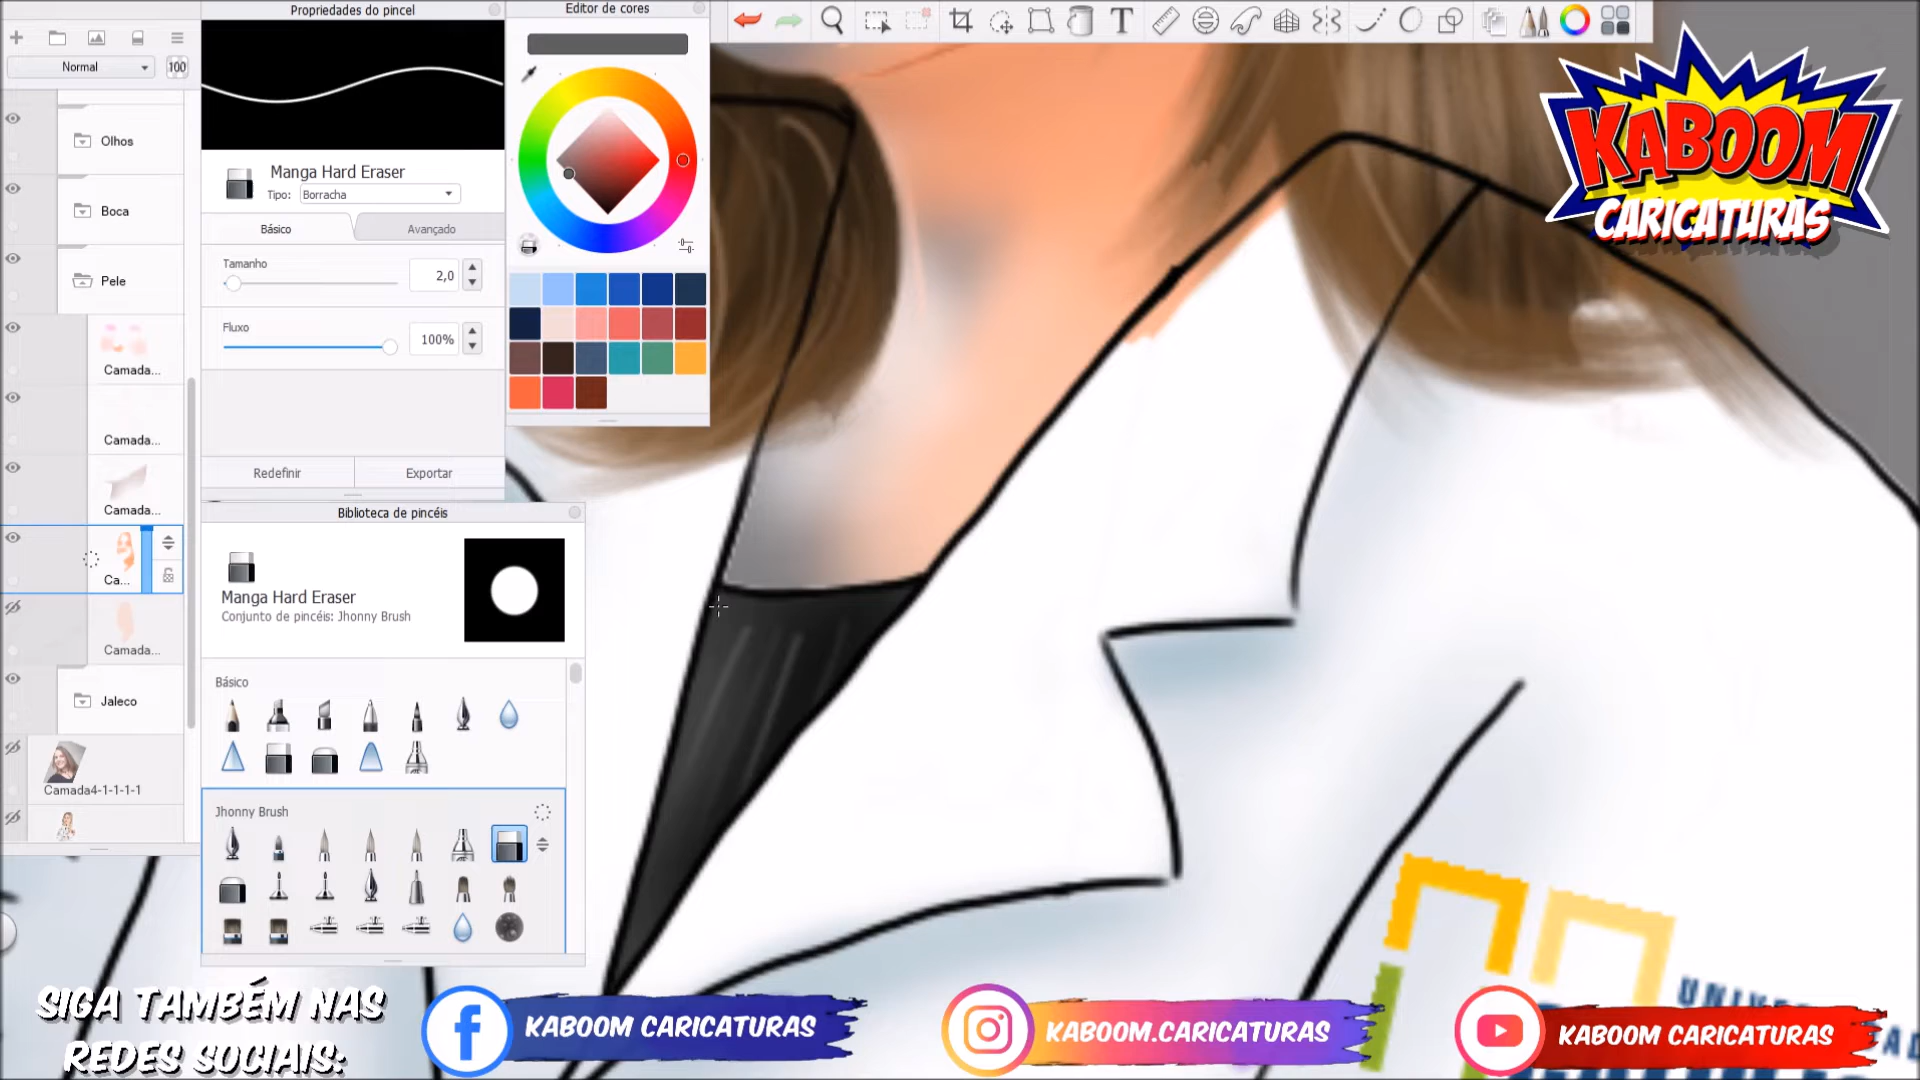 Propriedades do pincel
Editor de cores
Normal
100
T
KABOOM
CARICATURAS
Olhos
Manga Hard Eraser
Tipo: Borracha
Boca
Básico
Avançado
Tamanho
2,0
Pele
Fluxo
100%
Camada...
Camada...
Redefinir
Exportar
Camada...
Biblioteca de pincéis
Ca...
Manga Hard Eraser
Conjunto de pincéis: Jhonny Brush
Camada...
Básico
Jaleco
Camada4-1-1-1-1
Jhonny Brush
SIGA TAMBÉM NAS
REDES SOCIAIS:
KABOOM CARICATURAS
KABOOM.CARICATURAS
KABOOM CARICATURAS